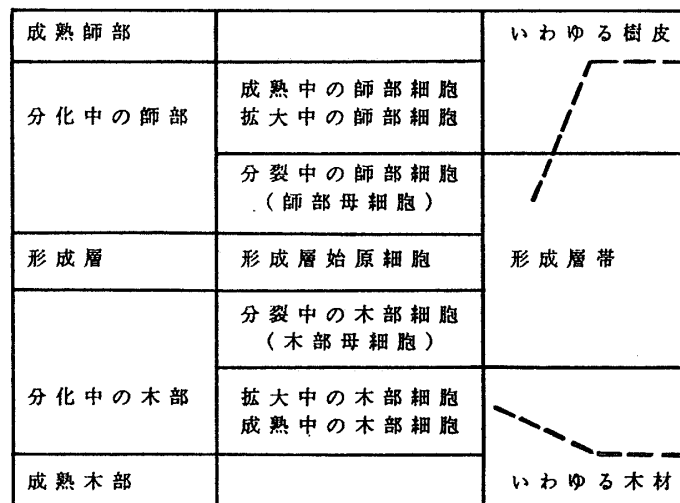 成熟師部
いわゆる樹皮
分化中の師部
成熟中の師部細胞
拡大中の師部細胞
分裂中の師部細胞
(師部母細胞)
形成層
形成層始原細胞
形成層帯
分裂中の木部細胞
(木部母細胞)
分化中の木部
拡大中の木部細胞
成熟中の木部細胞
成熟木部
いわゆる木材